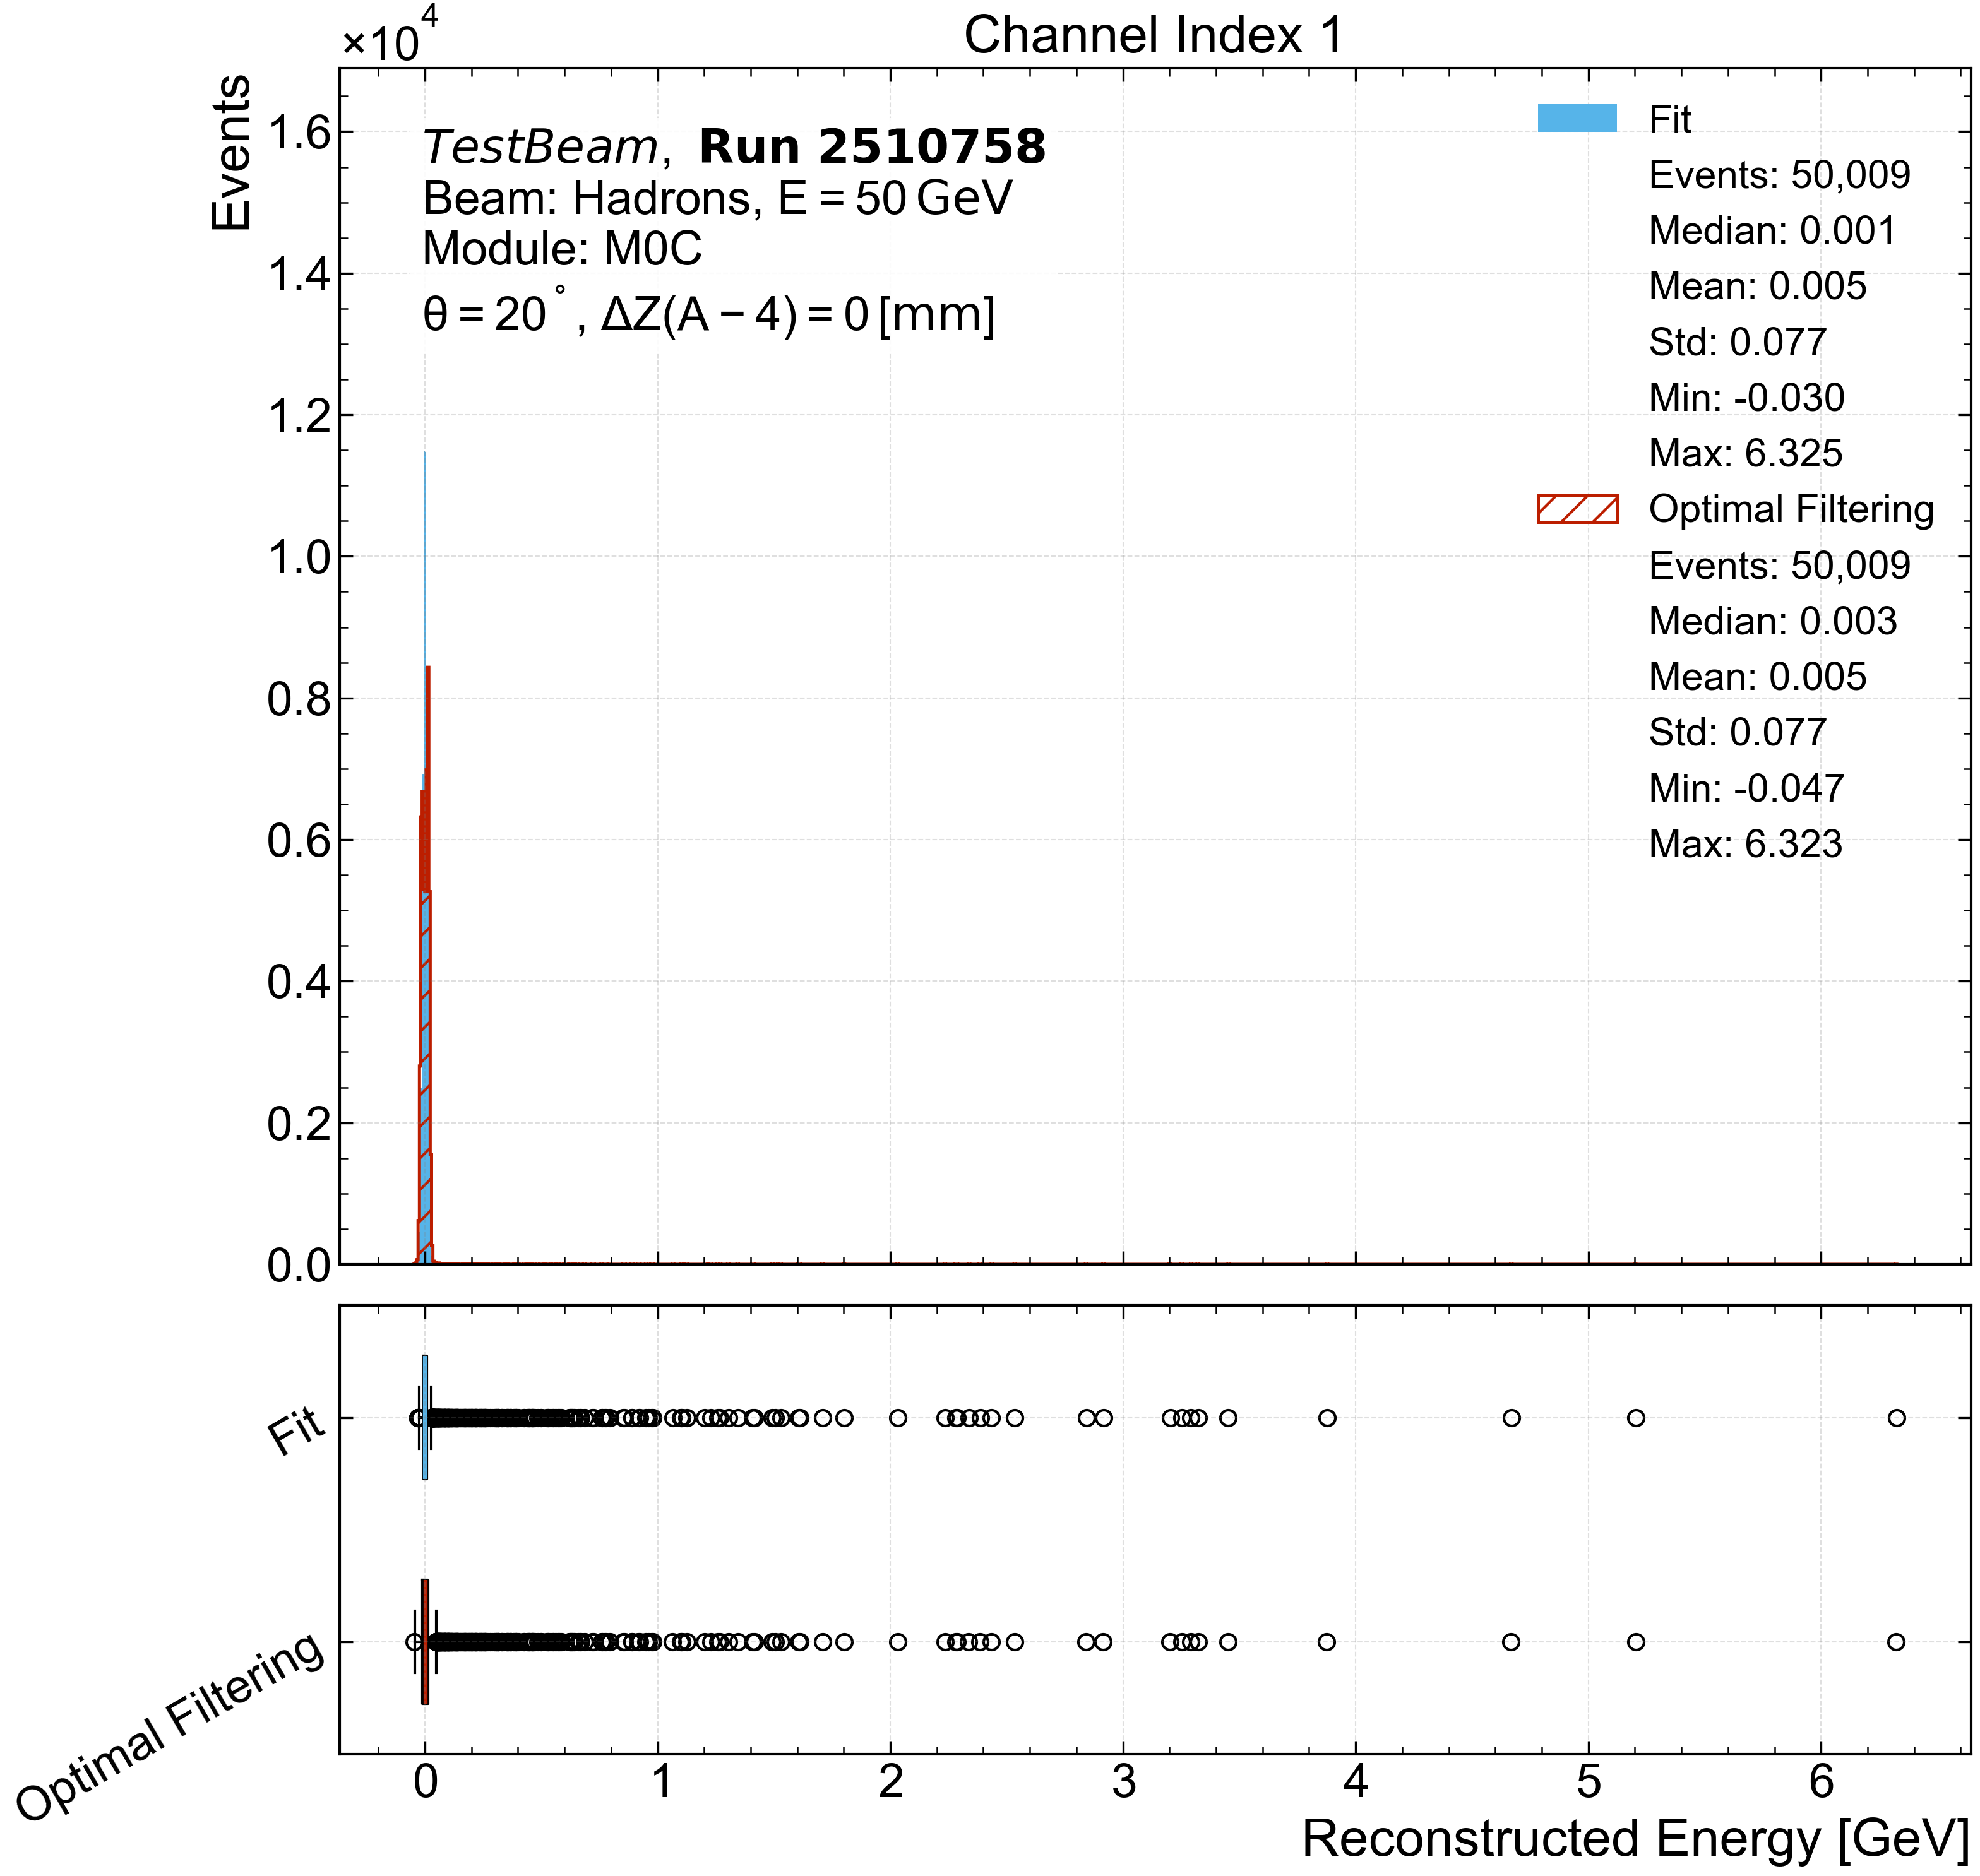 Channel Index 1
×10⁴
Events
TestBeam, Run 2510758
Beam: Hadrons, E = 50 GeV
Module: M0C
θ = 20°, ΔZ(A − 4) = 0 [mm]
Fit
Events: 50,009
Median: 0.001
Mean: 0.005
Std: 0.077
Min: -0.030
Max: 6.325
Optimal Filtering
Events: 50,009
Median: 0.003
Mean: 0.005
Std: 0.077
Min: -0.047
Max: 6.323
1.6
1.4
1.2
1.0
0.8
0.6
0.4
0.2
0.0
Fit
Optimal Filtering
0 1 2 3 4 5 6
Reconstructed Energy [GeV]